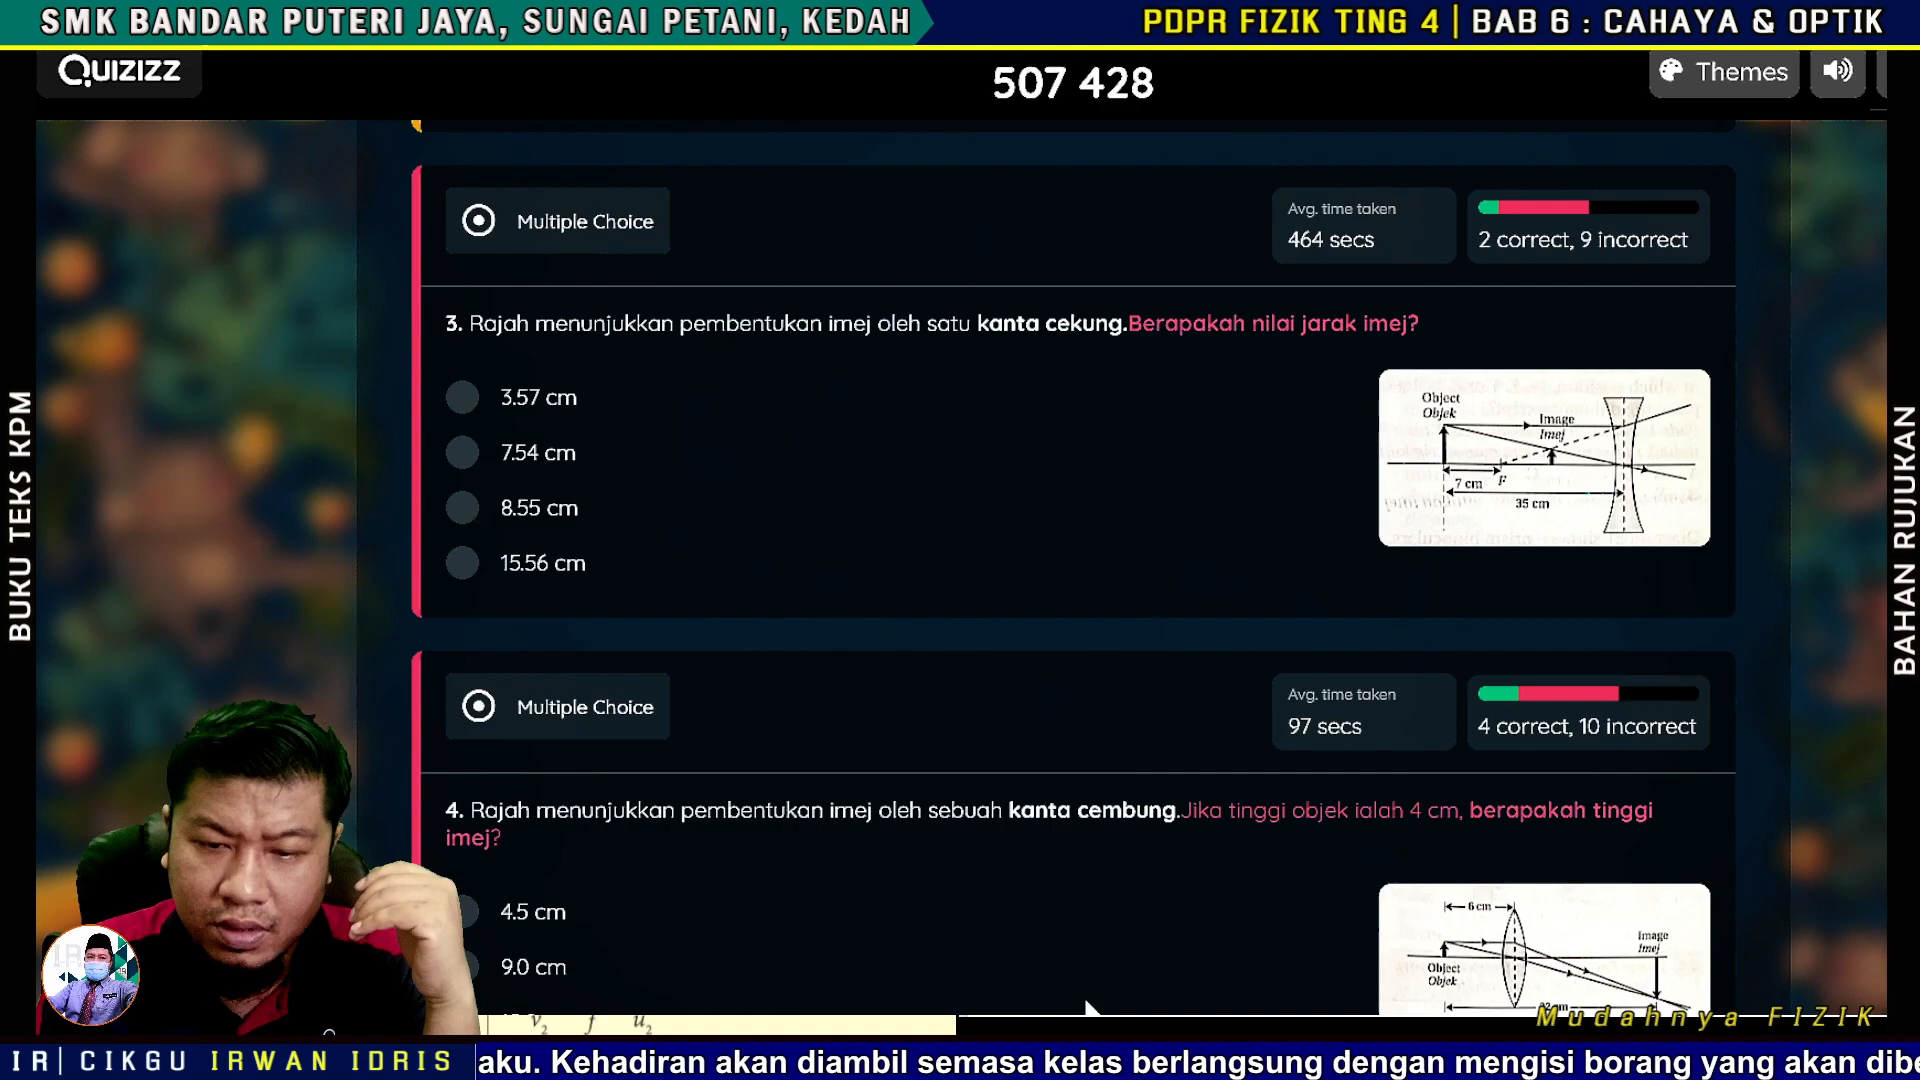 SMK BANDAR PUTERI JAYA, SUNGAI PETANI, KEDAH
PDPR FIZIK TING 4 | BAB 6 : CAHAYA & OPTIK
QUIZIZZ
507 428
Themes
BUKU TEKS KPM
BAHAN RUJUKAN
Multiple Choice
Avg. time taken
464 secs
2 correct, 9 incorrect
3. Rajah menunjukkan pembentukan imej oleh satu kanta cekung.Berapakah nilai jarak imej?
3.57 cm
7.54 cm
8.55 cm
15.56 cm
Object
Objek
Image
Imej
7 cm
F
35 cm
Multiple Choice
Avg. time taken
97 secs
4 correct, 10 incorrect
4. Rajah menunjukkan pembentukan imej oleh sebuah kanta cembung.Jika tinggi objek ialah 4 cm, berapakah tinggi
imej?
4.5 cm
9.0 cm
6 cm
Image
Imej
Object
Objek
Mudahnya FIZIK
v2 f u2
IR| CIKGU IRWAN IDRIS
aku. Kehadiran akan diambil semasa kelas berlangsung dengan mengisi borang yang akan dibe